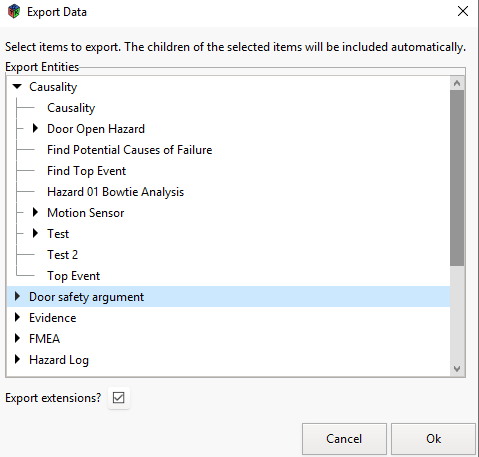 Export Data
Select items to export. The children of the selected items will be included automatically.
Export Entities
Causality
Causality
Door Open Hazard
Find Potential Causes of Failure
Find Top Event
Hazard 01 Bowtie Analysis
Motion Sensor
Test
Test 2
Top Event
Door safety argument
Evidence
FMEA
Hazard Log
Export extensions?
Cancel
Ok